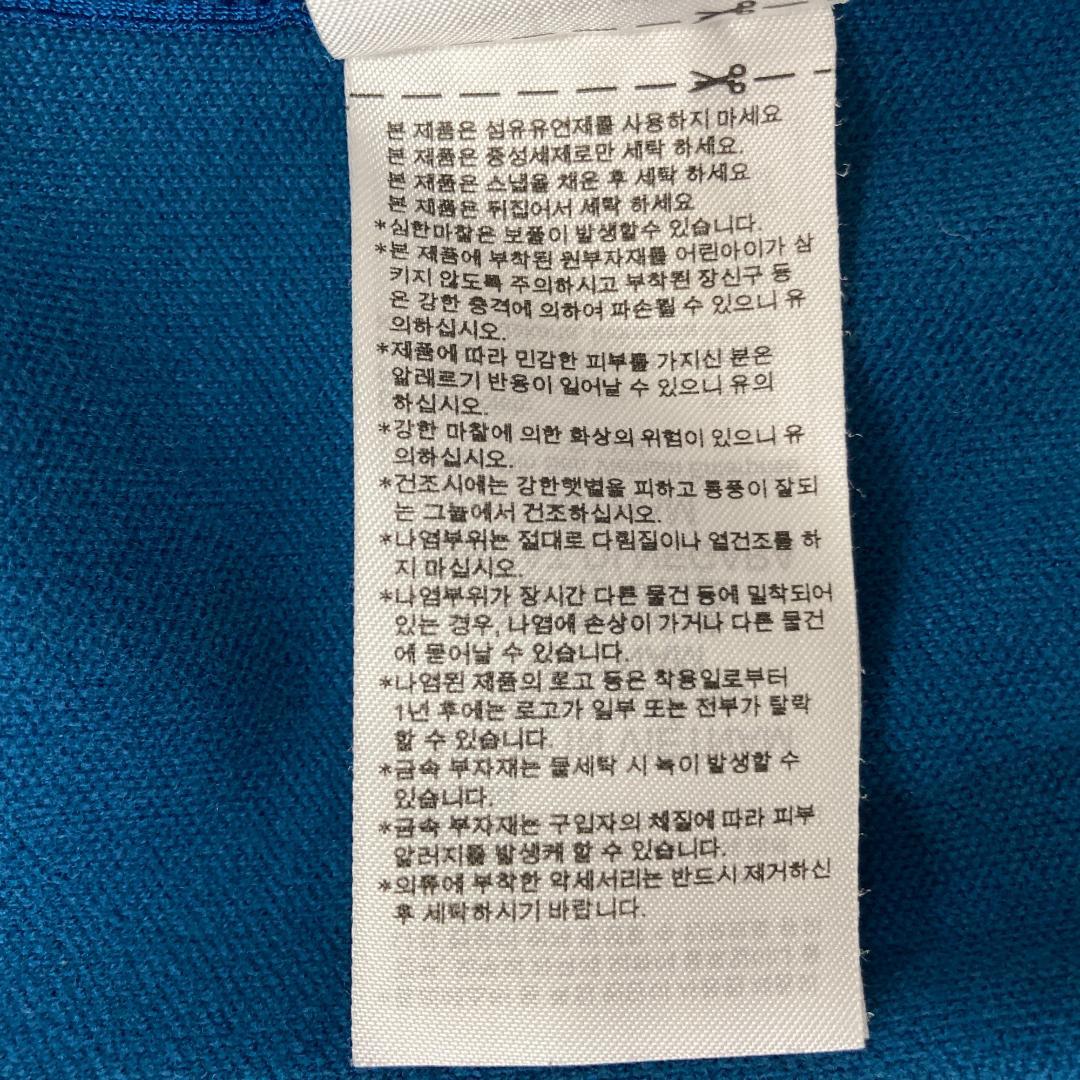 본 제품은 섬유유연제를 사용하지 마세요
본 제품은 중성세제로만 세탁 하세요.
본 제품은 스냅을 채운 후 세탁 하세요
본 제품은 뒤집어서 세탁 하세요
*심한마찰은 보풀이 발생할수 있습니다.
*본 제품에 부착된 원부자재를 어린아이가 삼
키지 않도록 주의하시고 부착된 장신구 등
은 강한 충격에 의하여 파손될 수 있으니 유
의하십시오.
*제품에 따라 민감한 피부를 가지신 분은
알레르기 반응이 일어날 수 있으니 유의
하십시오.
*강한 마찰에 의한 화상의 위험이 있으니 유
의하십시오.
*건조시에는 강한햇볕을 피하고 통풍이 잘되
는 그늘에서 건조하십시오.
*나염부위는 절대로 다림질이나 열건조를 하
지 마십시오.
*나염부위가 장시간 다른 물건 등에 밀착되어
있는 경우, 나염에 손상이 가거나 다른 물건
에 묻어날 수 있습니다.
*나염된 제품의 로고 등은 착용일로부터
1년 후에는 로고가 일부 또는 전부가 탈락
할 수 있습니다.
*금속 부자재는 물세탁 시 녹이 발생할 수
있습니다.
*금속 부자재는 구입자의 체질에 따라 피부
알러지를 발생케 할 수 있습니다.
*의류에 부착한 악세서리는 반드시 제거하신
후 세탁하시기 바랍니다.